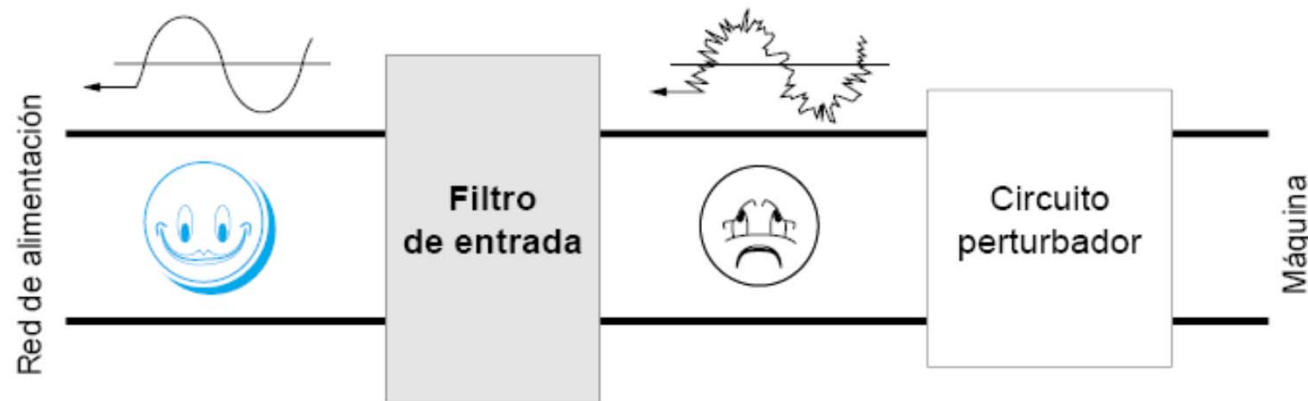 Red de alimentación
Filtro
de entrada
Circuito
perturbador
Máquina